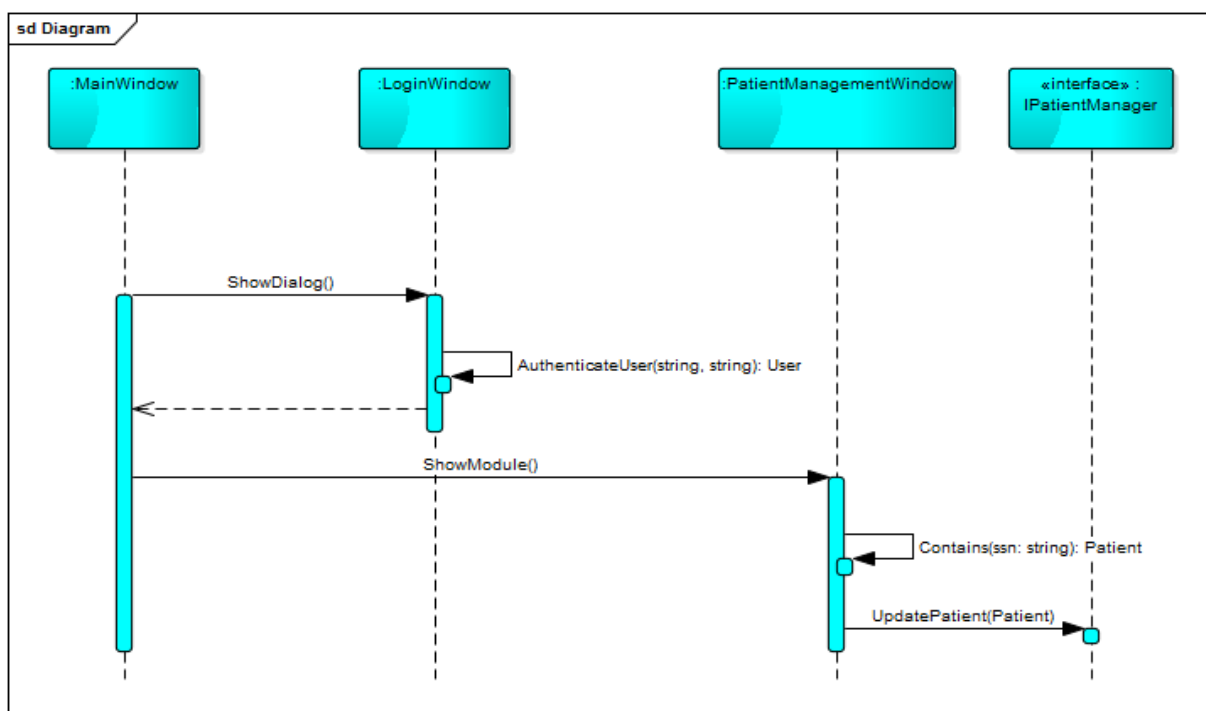 sd Diagram
:MainWindow
:LoginWindow
:PatientManagementWindow
«interface» :
IPatientManager
ShowDialog()
AuthenticateUser(string, string): User
ShowModule()
Contains(ssn: string): Patient
UpdatePatient(Patient)